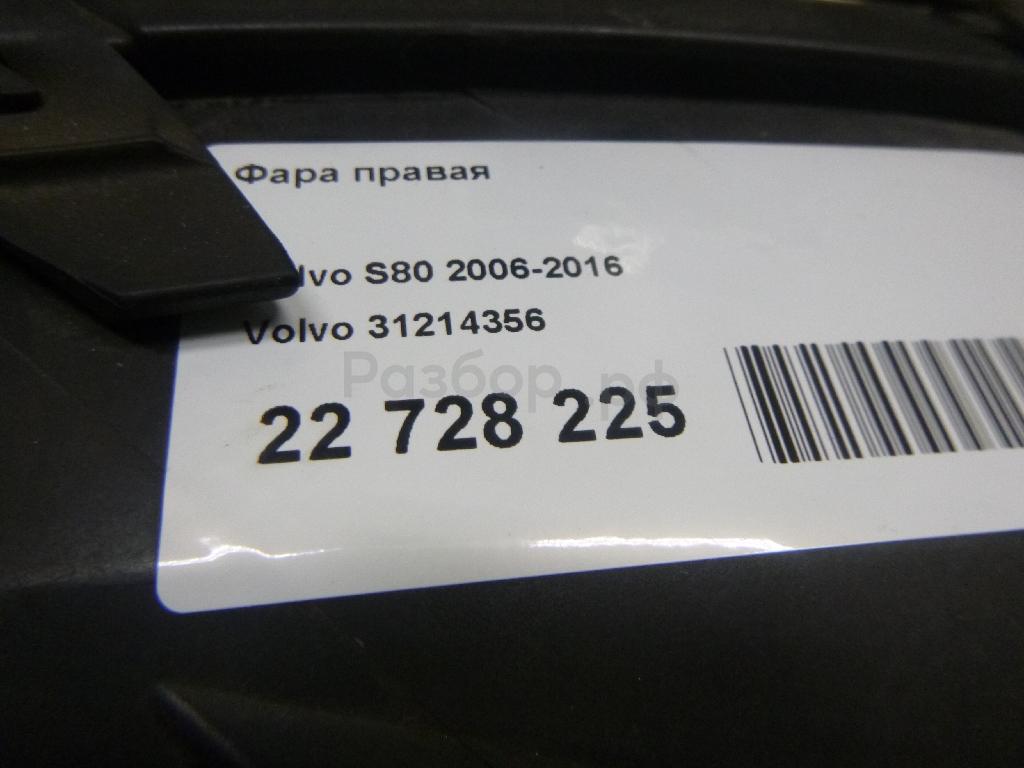 Фара правая
lvo S80 2006-2016
Volvo 31214356
Разбор.рф
22 728 225